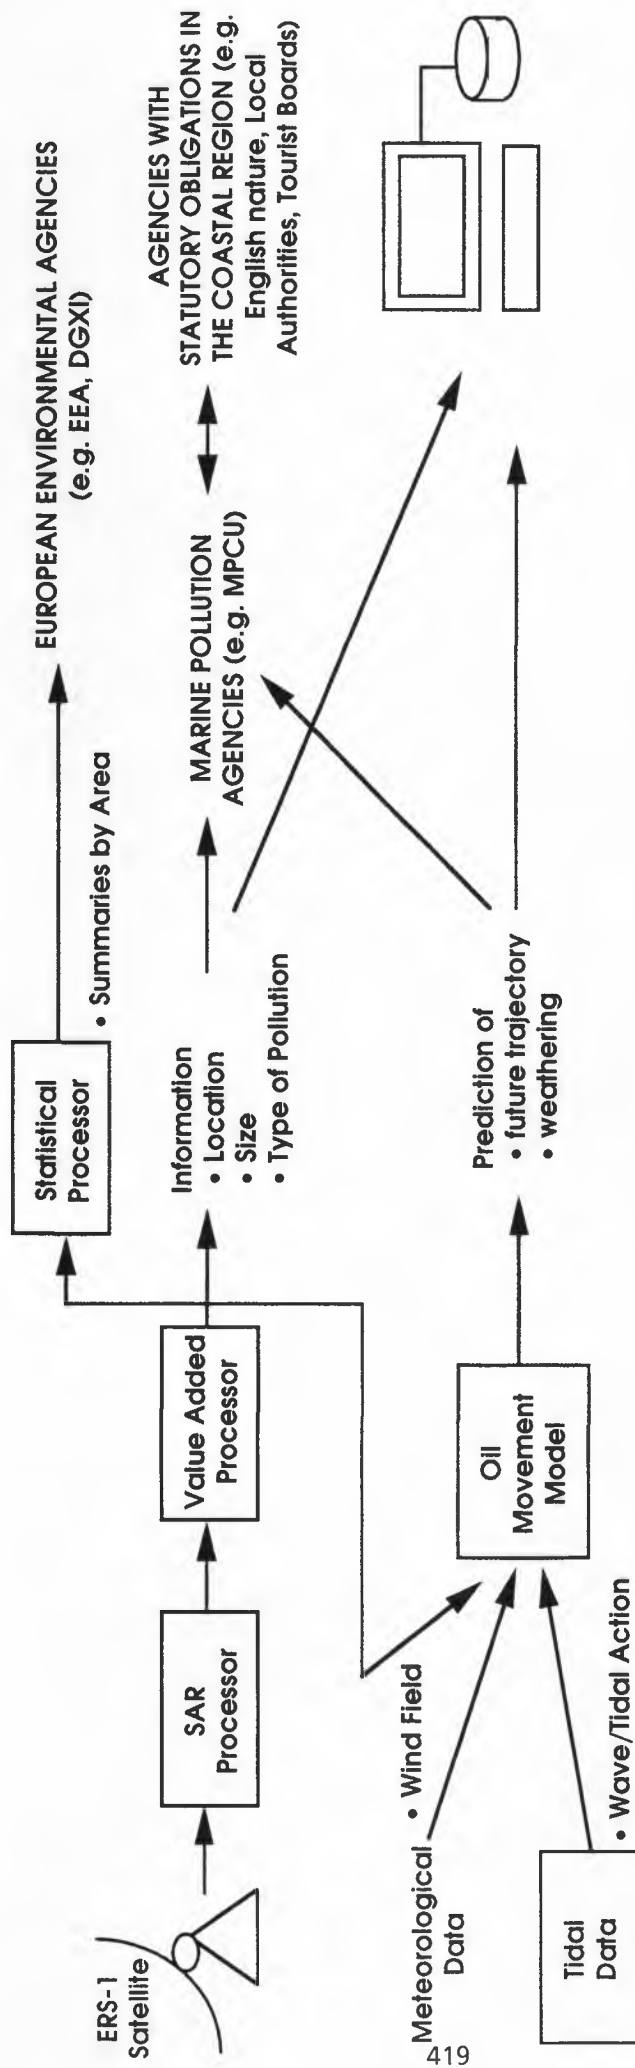 ERS-1
Satellite
SAR
Processor
Value Added
Processor
Statistical
Processor
• Summaries by Area
EUROPEAN ENVIRONMENTAL AGENCIES
(e.g. EEA, DGXI)
Information
• Location
• Size
• Type of Pollution
MARINE POLLUTION
AGENCIES (e.g. MPCU)
AGENCIES WITH
STATUTORY OBLIGATIONS IN
THE COASTAL REGION (e.g.
English nature, Local
Authorities, Tourist Boards)
Meteorological
Data
• Wind Field
Tidal
Data
• Wave/Tidal Action
Oil
Movement
Model
Prediction of
• future trajectory
• weathering
419